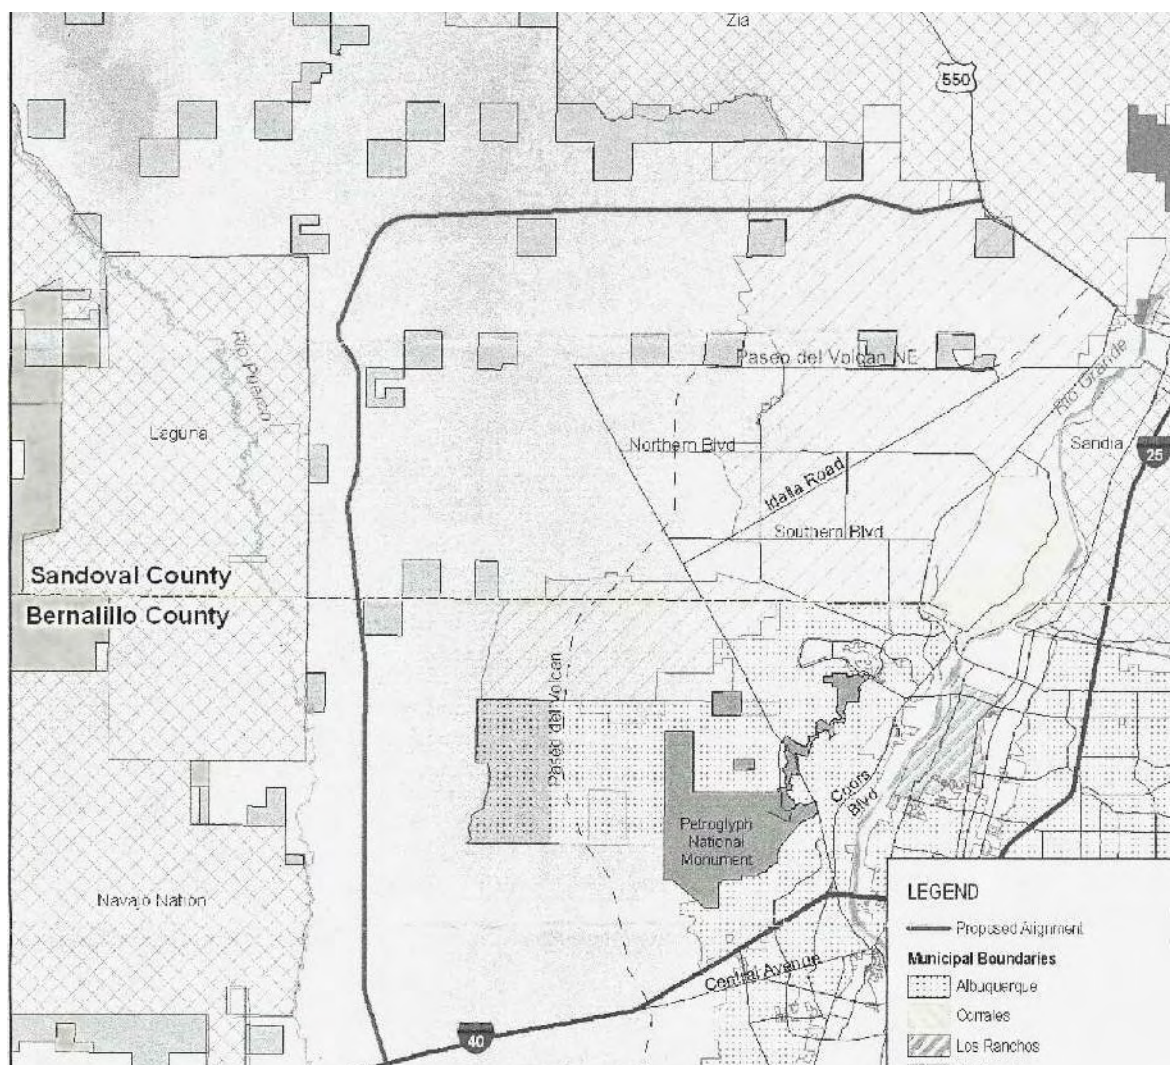 Zia
550
Paseo del Volcan NE
Rio Grande
Rio Puerco
Laguna
Northern Blvd
Sandia
25
Idalia Road
Southern Blvd
Sandoval County
Bernalillo County
Paseo del Volcan
Coors
Blvd
Petroglyph
National
Monument
Navajo Nation
Central Avenue
40
LEGEND
Proposed Alignment
Municipal Boundaries
Albuquerque
Corrales
Los Ranchos